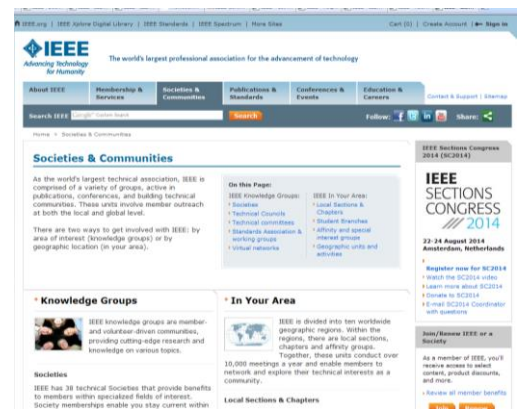 IEEE.org | IEEE Xplore Digital Library | IEEE Standards | IEEE Spectrum | More Sites
Cart (0) | Create Account | Sign In
IEEE
Advancing Technology
for Humanity
The world's largest professional association for the advancement of technology
About IEEE
Membership &
Services
Societies &
Communities
Publications &
Standards
Conferences &
Events
Education &
Careers
Contact & Support | Sitemap
Search IEEE
Search
Follow:
Share:
Home > Societies & Communities
Societies & Communities
As the world's largest technical association, IEEE is
comprised of a variety of groups, active in
publications, conferences, and building technical
communities. These units involve member outreach
at both the local and global level.
There are two ways to get involved with IEEE: by
area of interest (knowledge groups) or by
geographic location (in your area).
On this Page:
IEEE Knowledge Groups:
Societies
Technical Councils
Technical committees
Standards Association &
working groups
Virtual networks
IEEE In Your Area:
Local Sections &
Chapters
Student Branches
Affinity and special
interest groups
Geographic units and
activities
Knowledge Groups
IEEE knowledge groups are member-
and volunteer-driven communities,
providing cutting-edge research and
knowledge on various topics.
Societies
IEEE has 38 technical Societies that provide benefits
to members within specialized fields of interest.
Society memberships enable you stay current within
In Your Area
IEEE is divided into ten worldwide
geographic regions. Within the
regions, there are local sections,
chapters and affinity groups.
Together, these units conduct over
10,000 meetings a year and enable members to
network and explore their technical interests as a
community.
Local Sections & Chapters
IEEE Sections Congress
2014 (SC2014)
IEEE
SECTIONS
CONGRESS
/// 2014
22-24 August 2014
Amsterdam, Netherlands
Register now for SC2014
Watch the SC2014 video
Learn more about SC2014
Donate to SC2014
E-mail SC2014 Coordinator
with questions
Join/Renew IEEE or a
Society
As a member of IEEE, you'll
receive access to select
content, product discounts,
and more.
Review all member benefits
Join